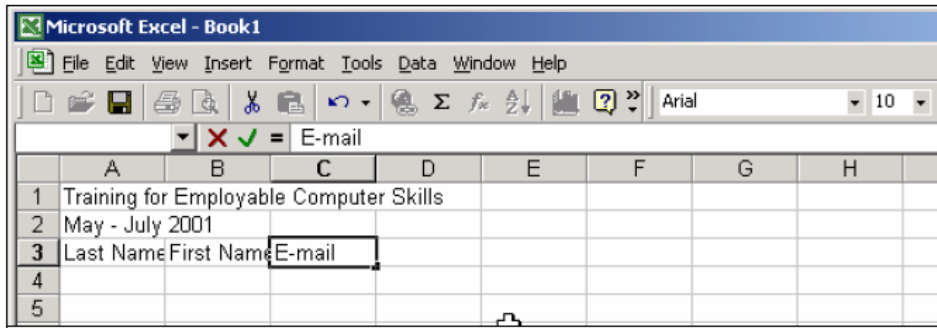 Microsoft Excel - Book1
File Edit View Insert Format Tools Data Window Help
Σ fx Arial 10
= E-mail
A B C D E F G H
1 Training for Employable Computer Skills
2 May - July 2001
3 Last Name First Name E-mail
4
5